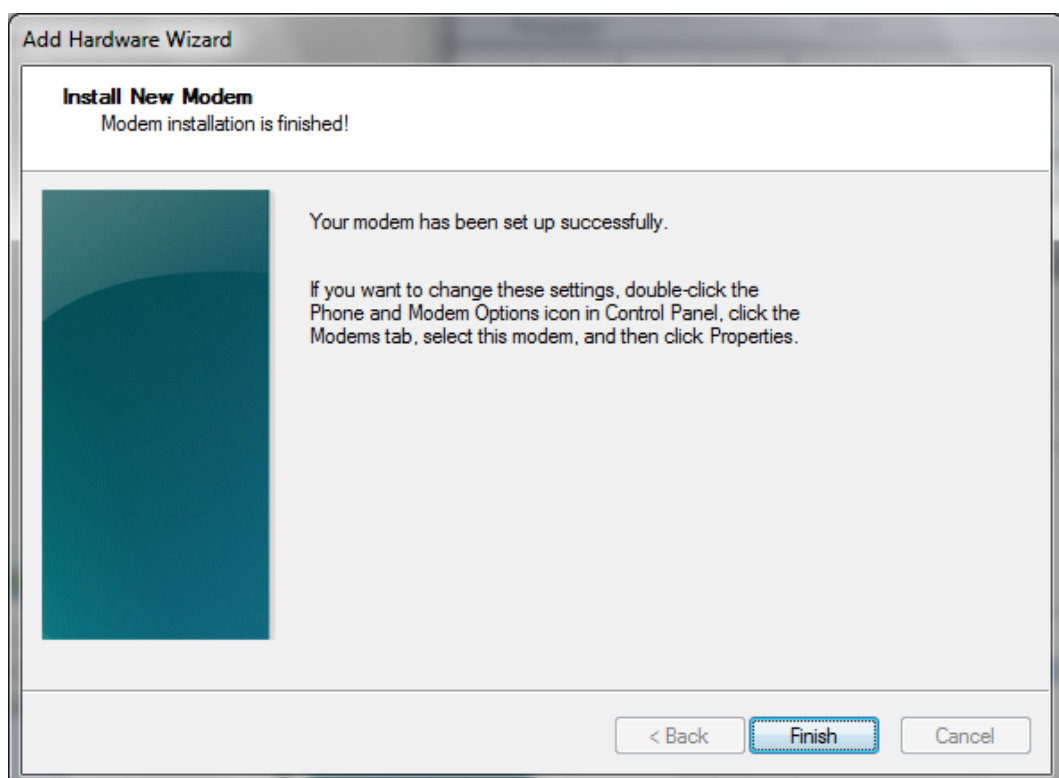 Add Hardware Wizard
Install New Modem
Modem installation is finished!
Your modem has been set up successfully.
If you want to change these settings, double-click the
Phone and Modem Options icon in Control Panel, click the
Modems tab, select this modem, and then click Properties.
< Back
Finish
Cancel